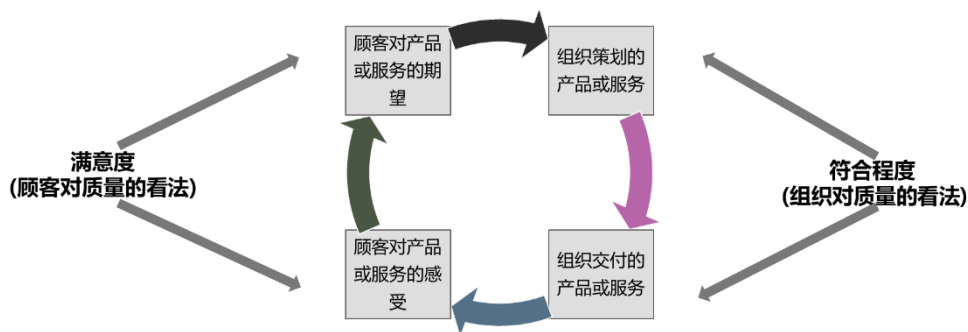 顾客对产品
或服务的期
望
组织策划的
产品或服务
满意度
(顾客对质量的看法)
符合程度
(组织对质量的看法)
顾客对产品
或服务的感
受
组织交付的
产品或服务